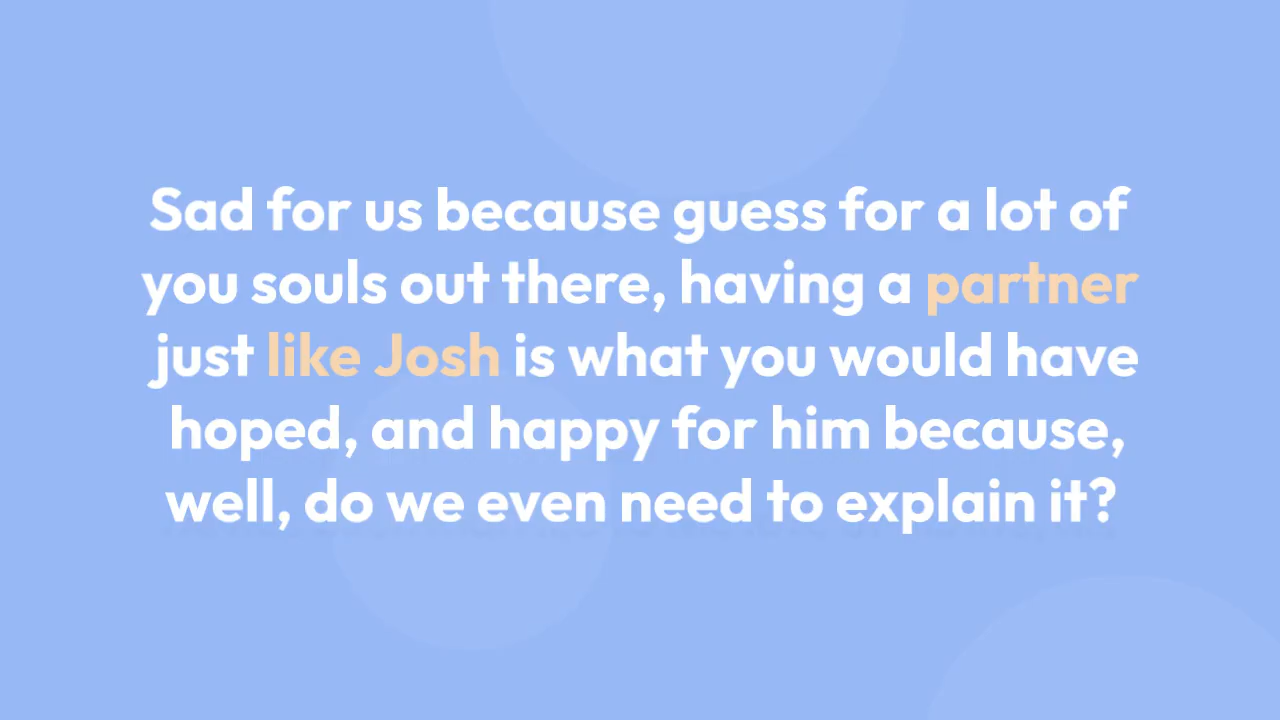 Sad for us because guess for a lot of
you souls out there, having a partner
just like Josh is what you would have
hoped, and happy for him because,
well, do we even need to explain it?